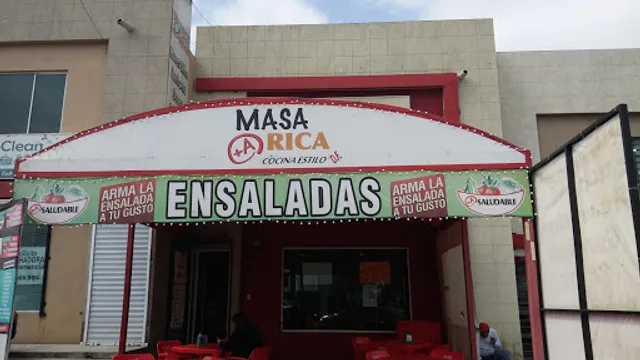 -Clean
MASA
+A RICA
COCINA ESTILO D.F.
SALUDABLE
ARMA LA
ENSALADA
A TU GUSTO
ENSALADAS
ARMA LA
ENSALADA
A TU GUSTO
+A SALUDABLE